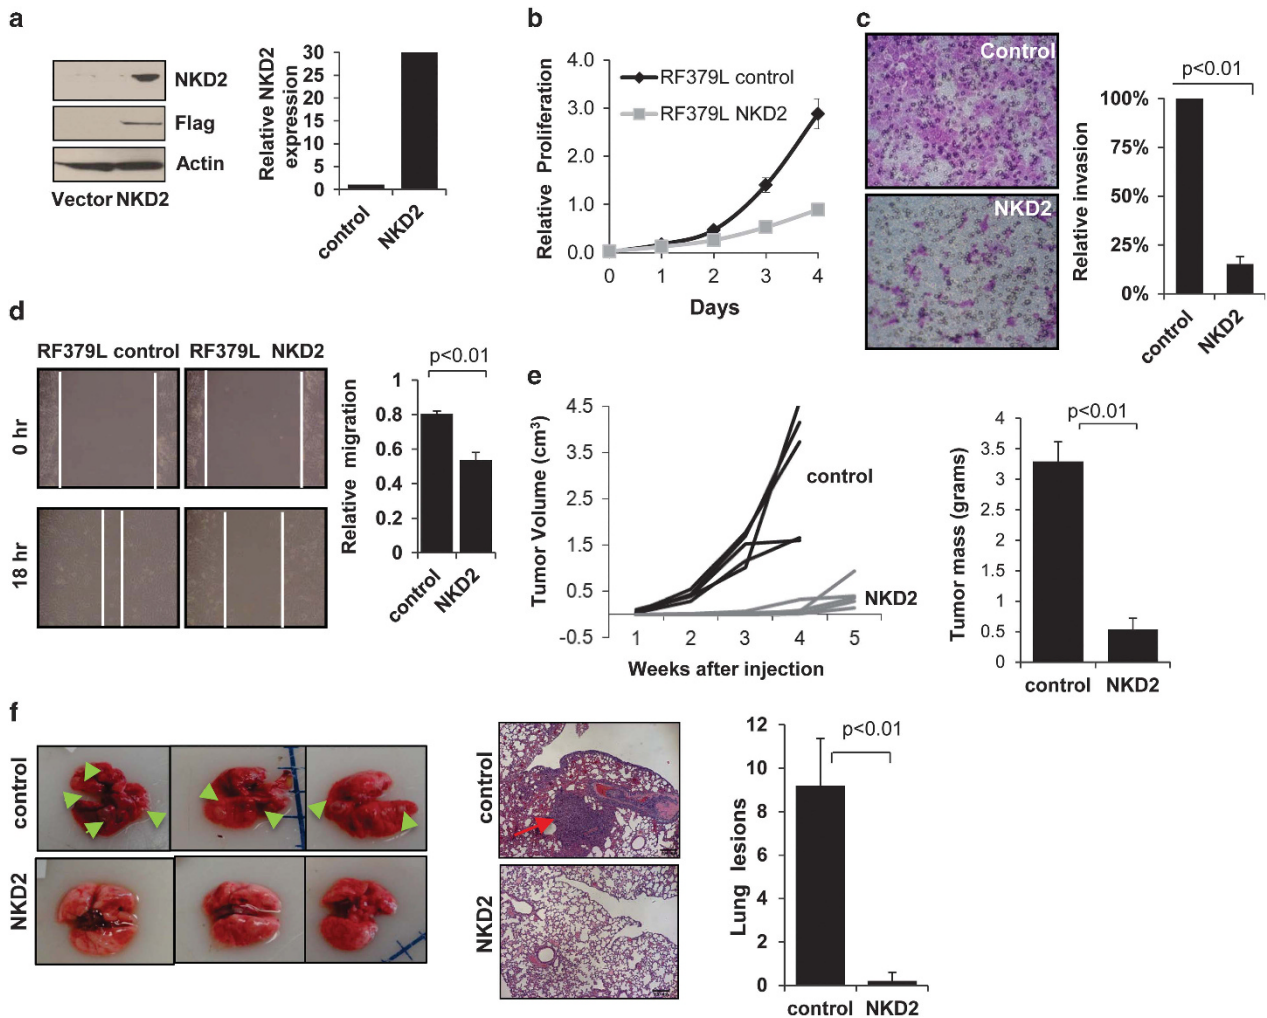 a
NKD2
Flag
Actin
Vector NKD2
Relative NKD2
expression
30
25
20
15
10
5
0
control
NKD2
b
Relative Proliferation
4.0
3.0
2.0
1.0
0.0
RF379L control
RF379L NKD2
0 1 2 3 4
Days
c
Control
NKD2
p<0.01
Relative invasion
100%
75%
50%
25%
0%
control
NKD2
d
RF379L control RF379L NKD2
0 hr
18 hr
p<0.01
Relative migration
1
0.8
0.6
0.4
0.2
0
control
NKD2
e
Tumor Volume (cm³)
4.5
3.5
2.5
1.5
0.5
-0.5
control
NKD2
1 2 3 4 5
Weeks after injection
p<0.01
Tumor mass (grams)
4
3.5
3
2.5
2
1.5
1
0.5
0
control NKD2
f
control
NKD2
control
NKD2
p<0.01
Lung lesions
12
10
8
6
4
2
0
control NKD2